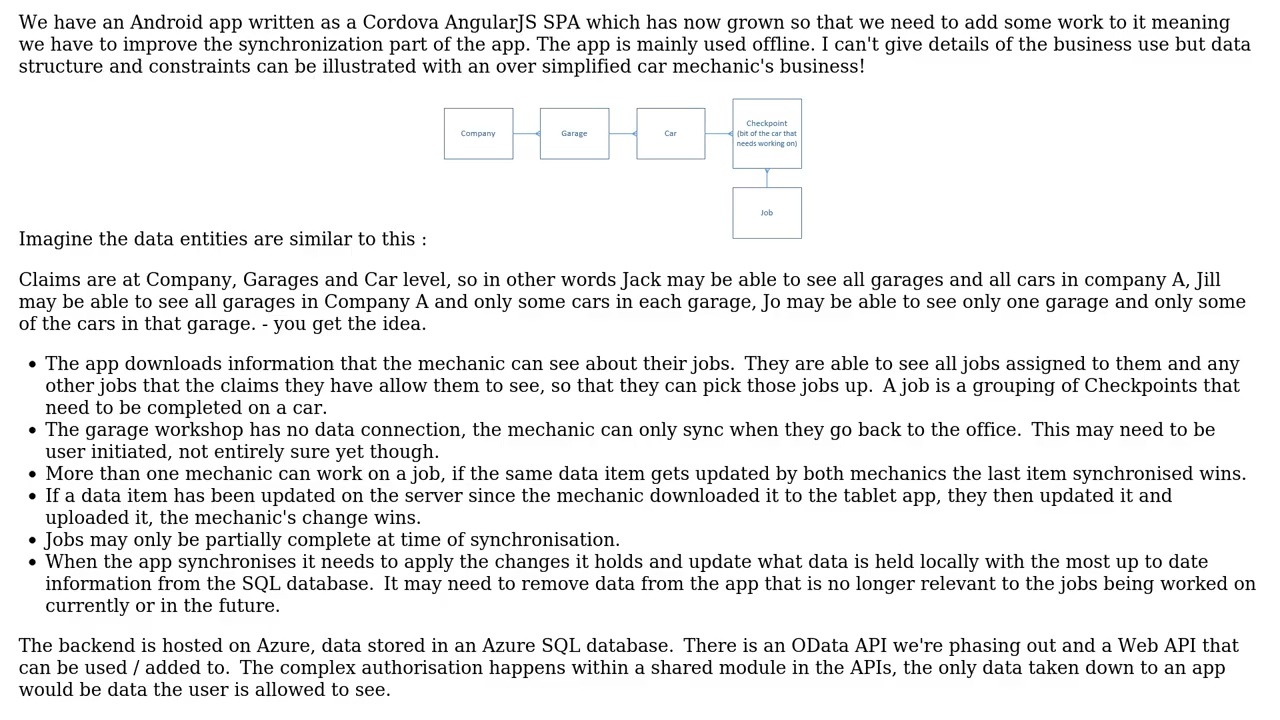 We have an Android app written as a Cordova AngularJS SPA which has now grown so that we need to add some work to it meaning
we have to improve the synchronization part of the app. The app is mainly used offline. I can't give details of the business use but data
structure and constraints can be illustrated with an over simplified car mechanic's business!
Company
Garage
Car
Checkpoint
(bit of the car that
needs working on)
Job
Imagine the data entities are similar to this :
Claims are at Company, Garages and Car level, so in other words Jack may be able to see all garages and all cars in company A, Jill
may be able to see all garages in Company A and only some cars in each garage, Jo may be able to see only one garage and only some
of the cars in that garage. - you get the idea.
• The app downloads information that the mechanic can see about their jobs. They are able to see all jobs assigned to them and any
other jobs that the claims they have allow them to see, so that they can pick those jobs up. A job is a grouping of Checkpoints that
need to be completed on a car.
• The garage workshop has no data connection, the mechanic can only sync when they go back to the office. This may need to be
user initiated, not entirely sure yet though.
• More than one mechanic can work on a job, if the same data item gets updated by both mechanics the last item synchronised wins.
• If a data item has been updated on the server since the mechanic downloaded it to the tablet app, they then updated it and
uploaded it, the mechanic's change wins.
• Jobs may only be partially complete at time of synchronisation.
• When the app synchronises it needs to apply the changes it holds and update what data is held locally with the most up to date
information from the SQL database. It may need to remove data from the app that is no longer relevant to the jobs being worked on
currently or in the future.
The backend is hosted on Azure, data stored in an Azure SQL database. There is an OData API we're phasing out and a Web API that
can be used / added to. The complex authorisation happens within a shared module in the APIs, the only data taken down to an app
would be data the user is allowed to see.